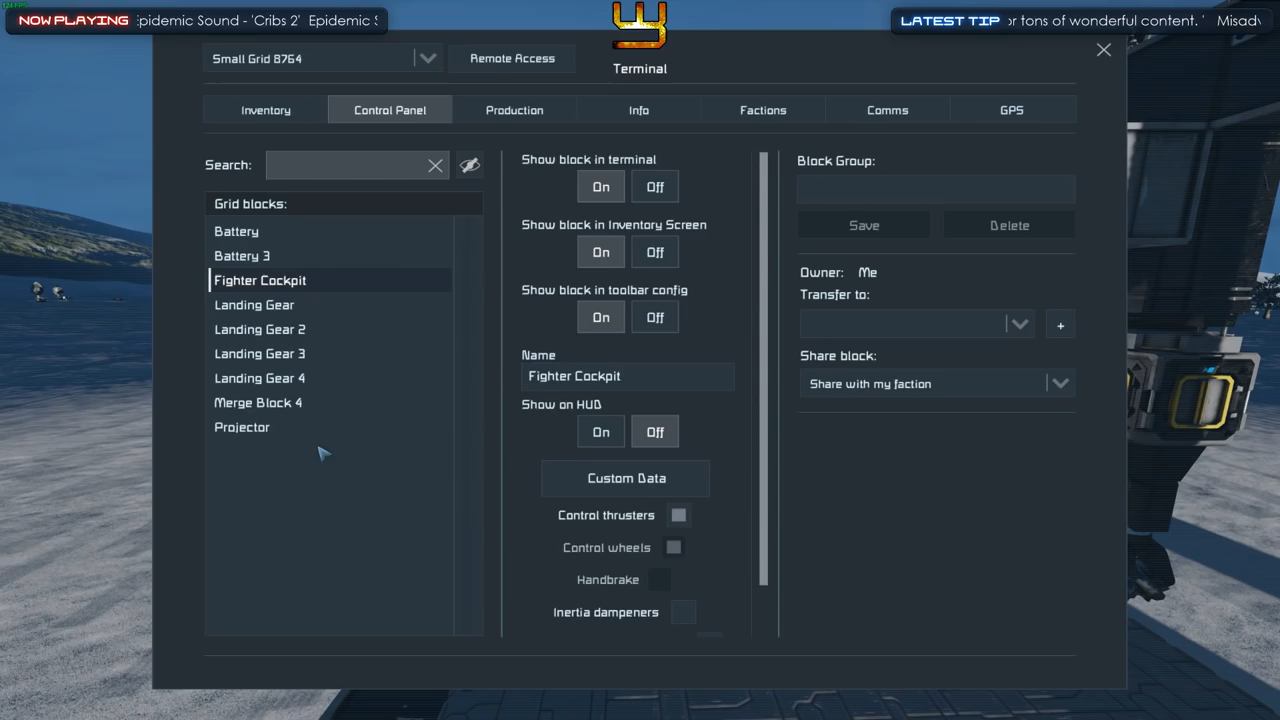 124 FPS
NOW PLAYING
Epidemic Sound - 'Cribs 2' Epidemic S
LATEST TIP
or tons of wonderful content. ' Misadv
Small Grid 8764
Remote Access
Terminal
Inventory
Control Panel
Production
Info
Factions
Comms
GPS
Search:
Grid blocks:
Battery
Battery 3
Fighter Cockpit
Landing Gear
Landing Gear 2
Landing Gear 3
Landing Gear 4
Merge Block 4
Projector
Show block in terminal
On Off
Show block in Inventory Screen
On Off
Show block in toolbar config
On Off
Name
Fighter Cockpit
Show on HUD
On Off
Custom Data
Control thrusters
Control wheels
Handbrake
Inertia dampeners
Block Group:
Save Delete
Owner: Me
Transfer to:
+
Share block:
Share with my faction